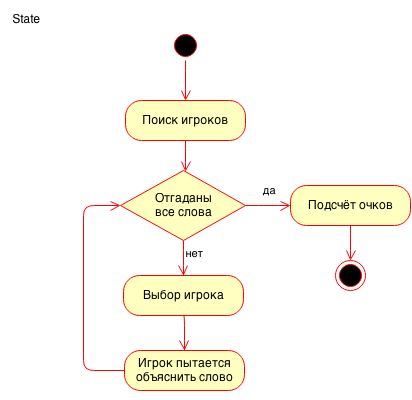 State
Поиск игроков
Отгаданы
все слова
да
Подсчёт очков
нет
Выбор игрока
Игрок пытается
объяснить слово